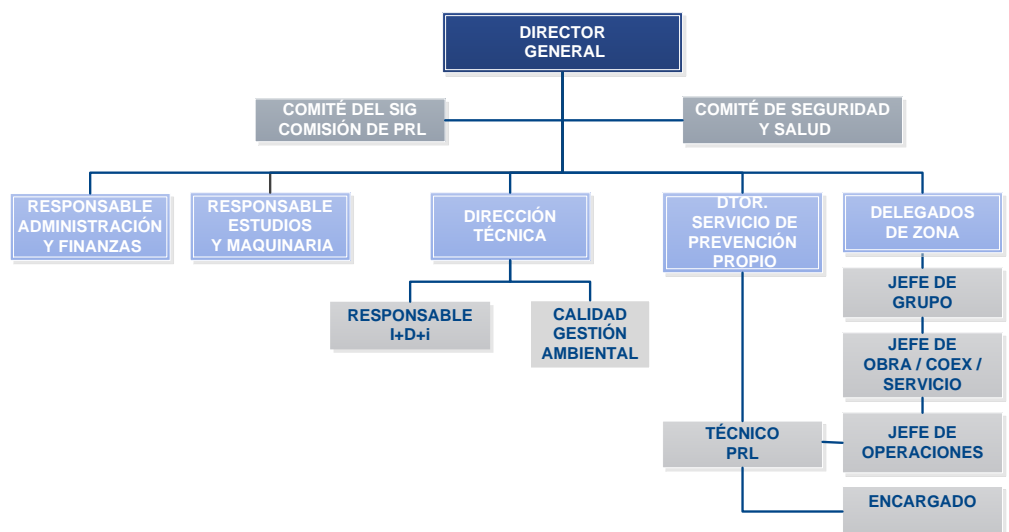 DIRECTOR
GENERAL
COMITÉ DEL SIG
COMISIÓN DE PRL
COMITÉ DE SEGURIDAD
Y SALUD
RESPONSABLE
ADMINISTRACIÓN
Y FINANZAS
RESPONSABLE
ESTUDIOS
Y MAQUINARIA
DIRECCIÓN
TÉCNICA
DTOR.
SERVICIO DE
PREVENCIÓN
PROPIO
DELEGADOS
DE ZONA
RESPONSABLE
I+D+i
CALIDAD
GESTIÓN
AMBIENTAL
JEFE DE
GRUPO
JEFE DE
OBRA / COEX /
SERVICIO
TÉCNICO
PRL
JEFE DE
OPERACIONES
ENCARGADO